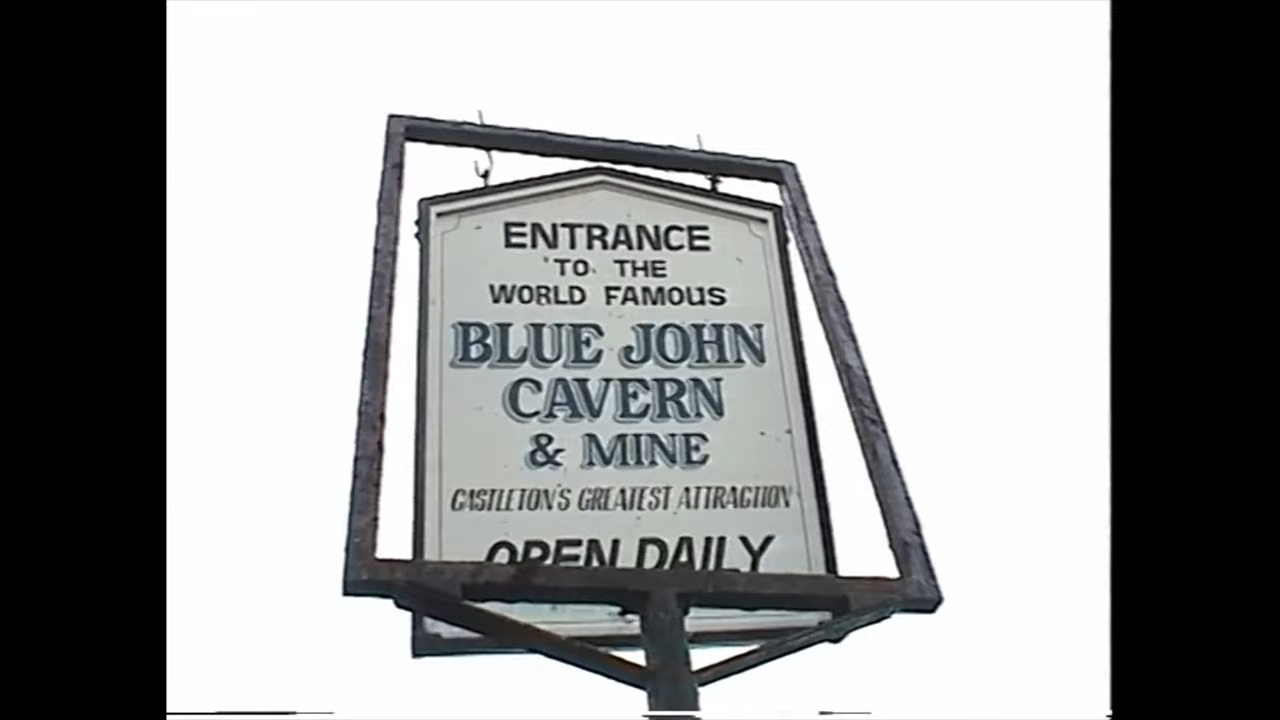 ENTRANCE
TO THE
WORLD FAMOUS
BLUE JOHN
CAVERN
& MINE
CASTLETON'S GREATEST ATTRACTION
OPEN DAILY